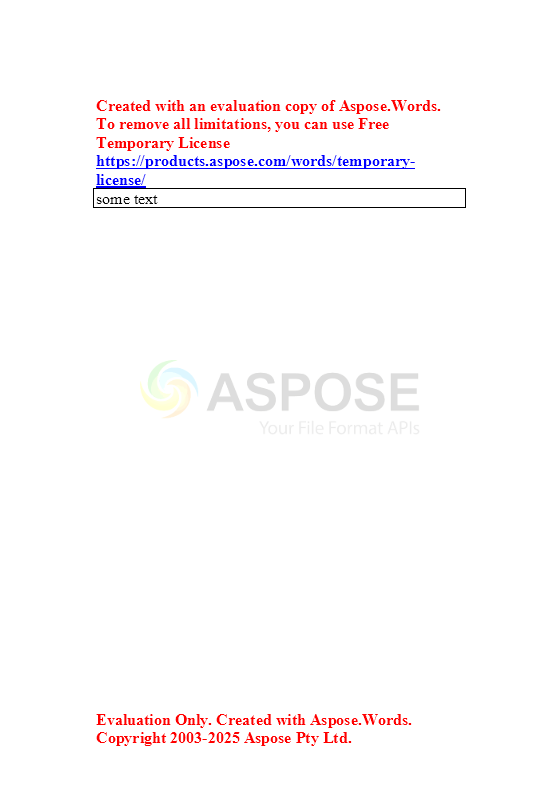 Created with an evaluation copy of Aspose.Words.
To remove all limitations, you can use Free
Temporary License
https://products.aspose.com/words/temporary-
license/
some text
ASPOSE
Your File Format APIs
Evaluation Only. Created with Aspose.Words.
Copyright 2003-2025 Aspose Pty Ltd.